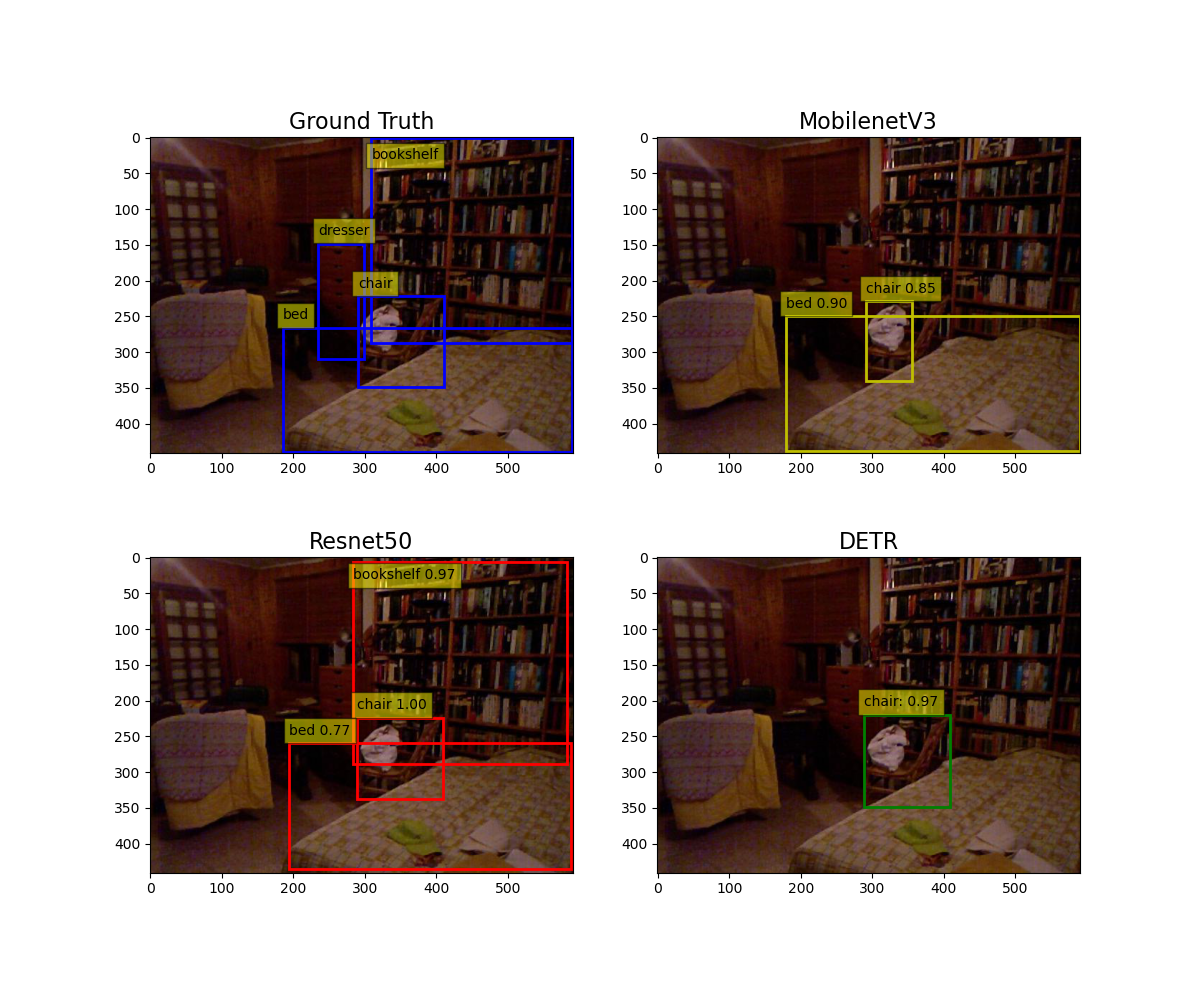 Ground Truth
0
50
100
150
200
250
300
350
400
0 100 200 300 400 500
bookshelf
dresser
chair
bed
MobilenetV3
0
50
100
150
200
250
300
350
400
0 100 200 300 400 500
chair 0.85
bed 0.90
Resnet50
0
50
100
150
200
250
300
350
400
0 100 200 300 400 500
bookshelf 0.97
chair 1.00
bed 0.77
DETR
0
50
100
150
200
250
300
350
400
0 100 200 300 400 500
chair: 0.97